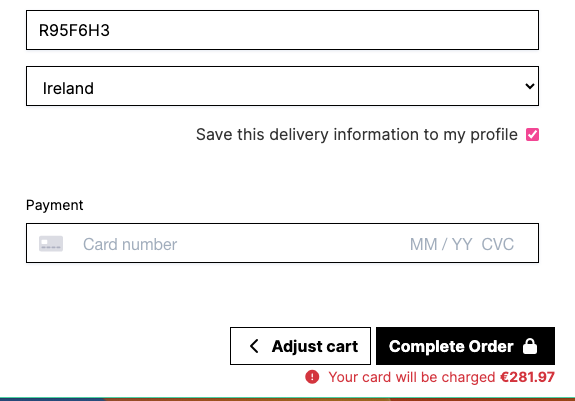 R95F6H3
Ireland
Save this delivery information to my profile
Payment
Card number MM / YY CVC
Adjust cart Complete Order
Your card will be charged €281.97